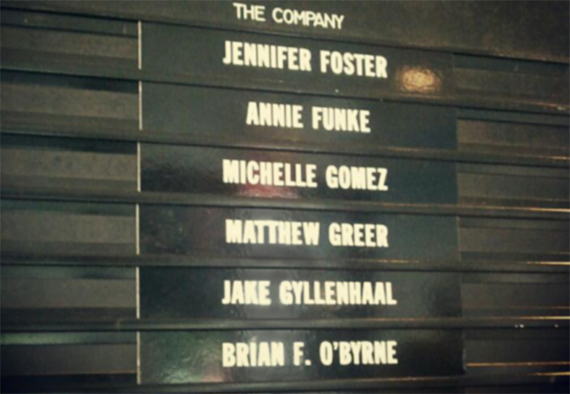 THE COMPANY
JENNIFER FOSTER
ANNIE FUNKE
MICHELLE GOMEZ
MATTHEW GREER
JAKE GYLLENHAAL
BRIAN F. O'BYRNE